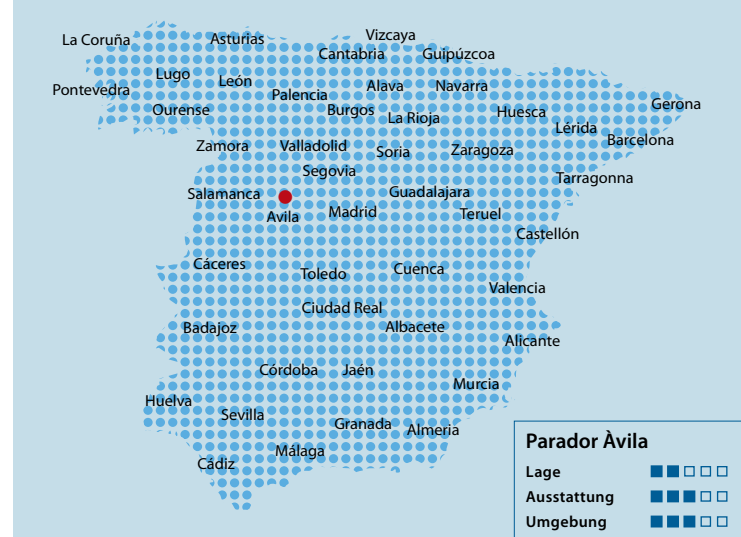 Vizcaya
La Coruña
Asturias
Cantabria
Guipúzcoa
Lugo
León
Alava
Navarra
Pontevedra
Palencia
Ourense
Burgos
La Rioja
Huesca
Gerona
Lérida
Barcelona
Zamora
Valladolid
Soria
Zaragoza
Segovia
Tarragonna
Salamanca
Guadalajara
Avila
Madrid
Teruel
Castellón
Cáceres
Toledo
Cuenca
Valencia
Ciudad Real
Badajoz
Albacete
Alicante
Córdoba
Jaén
Murcia
Huelva
Sevilla
Granada
Almeria
Málaga
Cádiz
Parador Àvila
Lage
Ausstattung
Umgebung